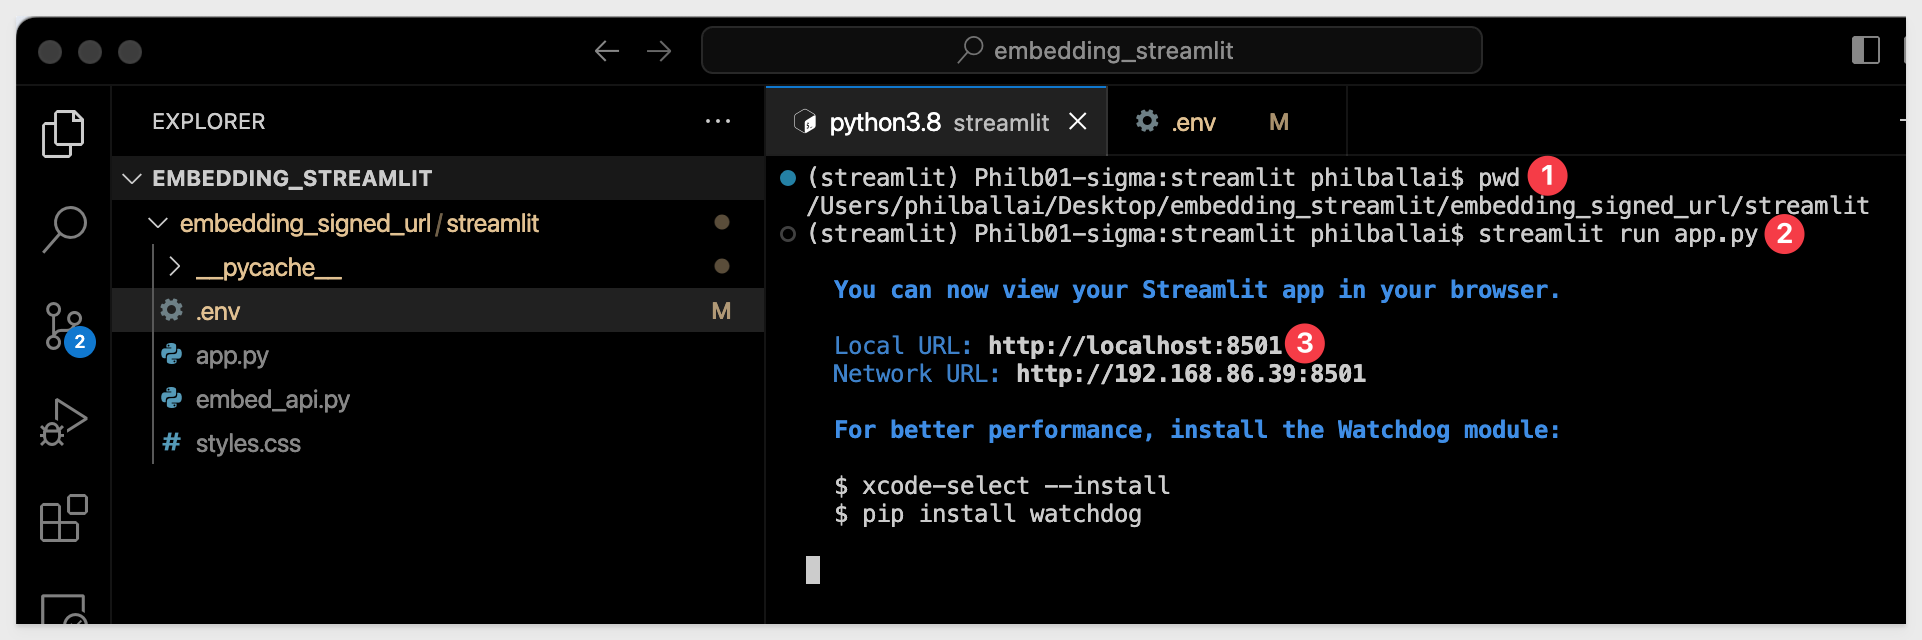 embedding_streamlit
EXPLORER
EMBEDDING_STREAMLIT
embedding_signed_url / streamlit
__pycache__
.env M
app.py
embed_api.py
# styles.css
2
python3.8 streamlit
.env M
(streamlit) Philb01-sigma:streamlit philballai$ pwd 1
/Users/philballai/Desktop/embedding_streamlit/embedding_signed_url/streamlit
(streamlit) Philb01-sigma:streamlit philballai$ streamlit run app.py 2
You can now view your Streamlit app in your browser.
Local URL: http://localhost:8501 3
Network URL: http://192.168.86.39:8501
For better performance, install the Watchdog module:
$ xcode-select --install
$ pip install watchdog